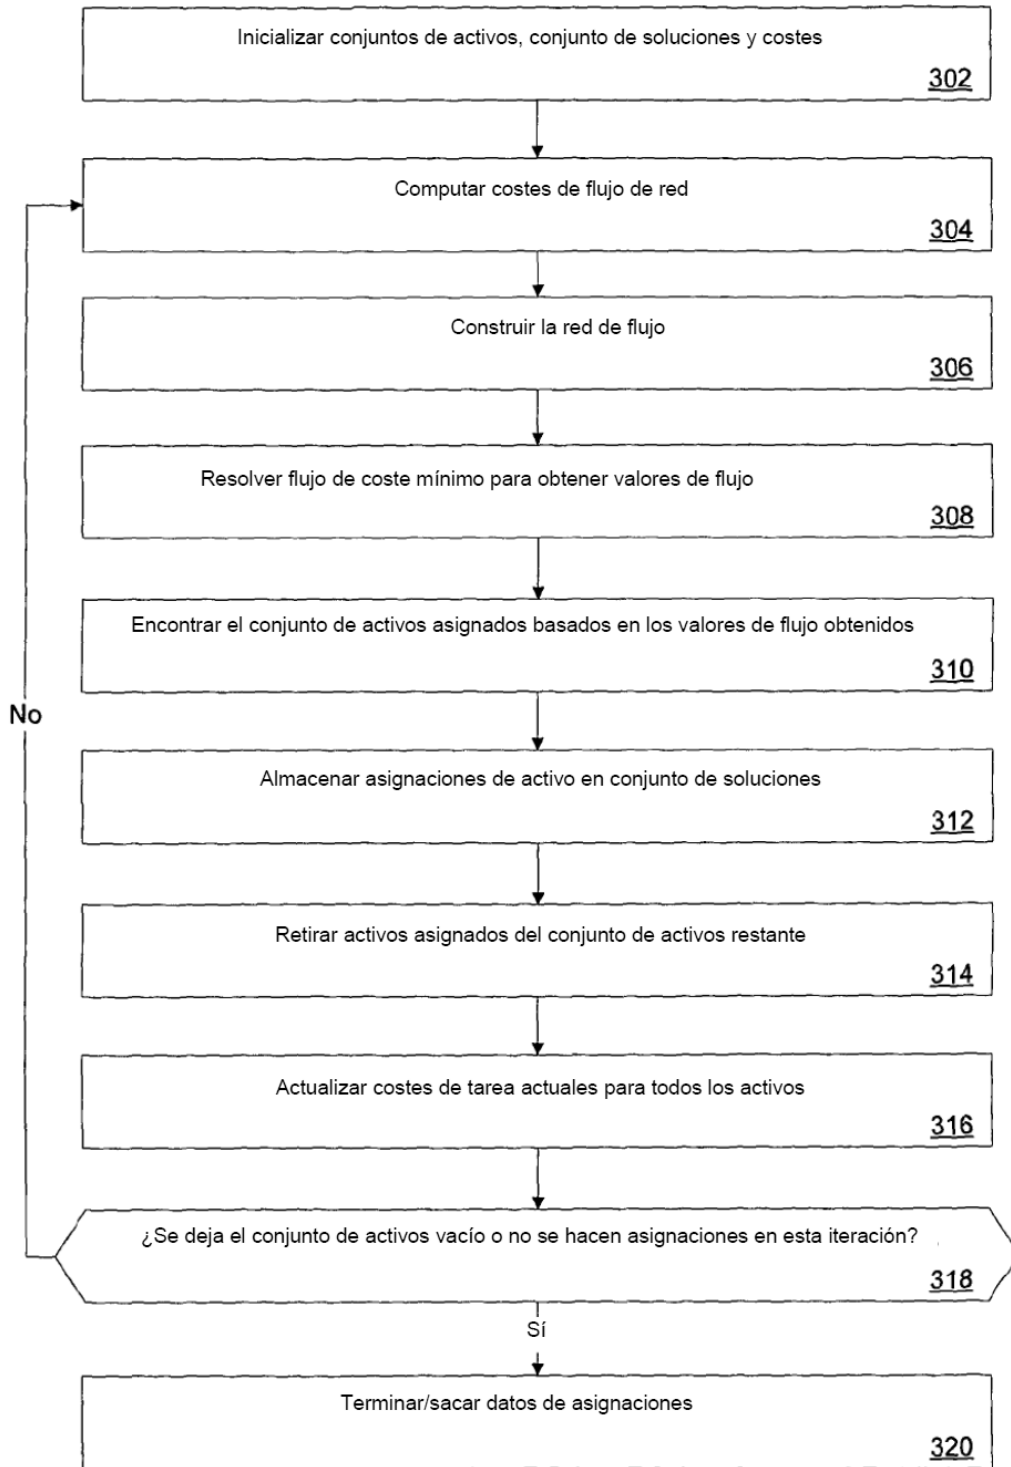 Inicializar conjuntos de activos, conjunto de soluciones y costes
302
Computar costes de flujo de red
304
Construir la red de flujo
306
Resolver flujo de coste mínimo para obtener valores de flujo
308
Encontrar el conjunto de activos asignados basados en los valores de flujo obtenidos
310
No
Almacenar asignaciones de activo en conjunto de soluciones
312
Retirar activos asignados del conjunto de activos restante
314
Actualizar costes de tarea actuales para todos los activos
316
¿Se deja el conjunto de activos vacío o no se hacen asignaciones en esta iteración?
318
Sí
Terminar/sacar datos de asignaciones
320